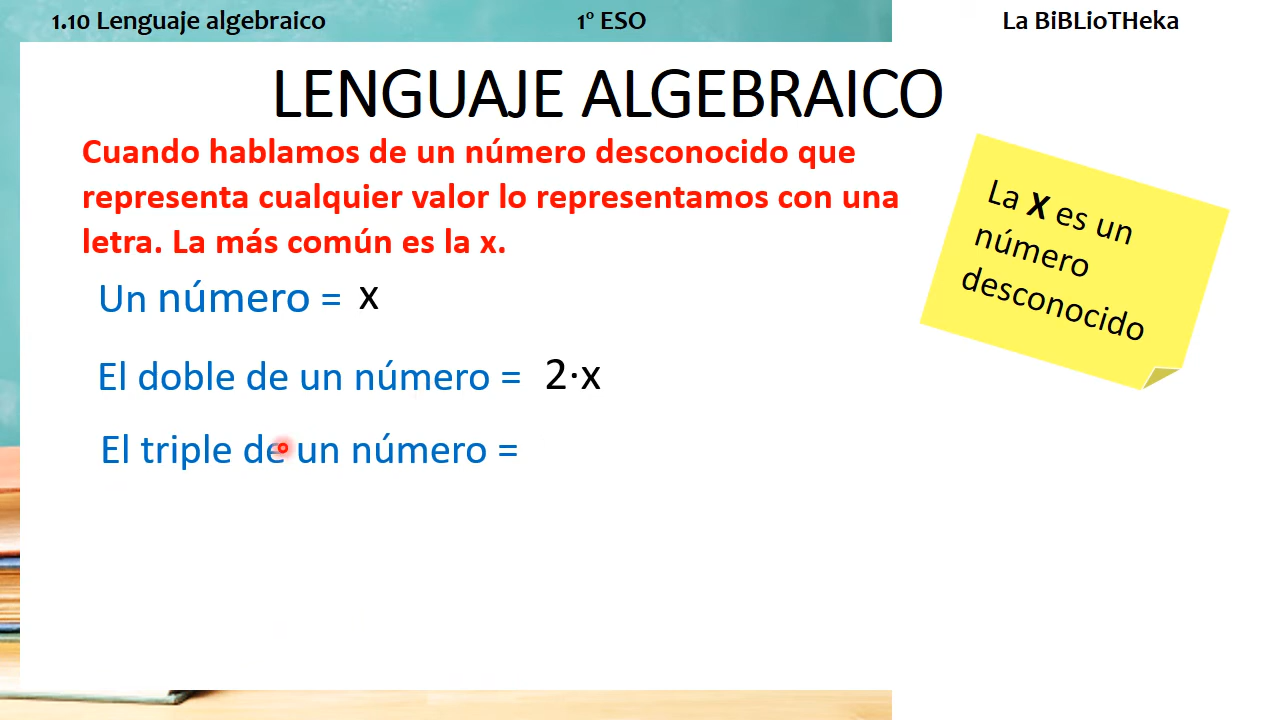 1.10 Lenguaje algebraico 1º ESO La BiBLioTHeka
LENGUAJE ALGEBRAICO
Cuando hablamos de un número desconocido que
representa cualquier valor lo representamos con una
letra. La más común es la x.
La X es un
número
desconocido
Un número = x
El doble de un número = 2·x
El triple de un número =